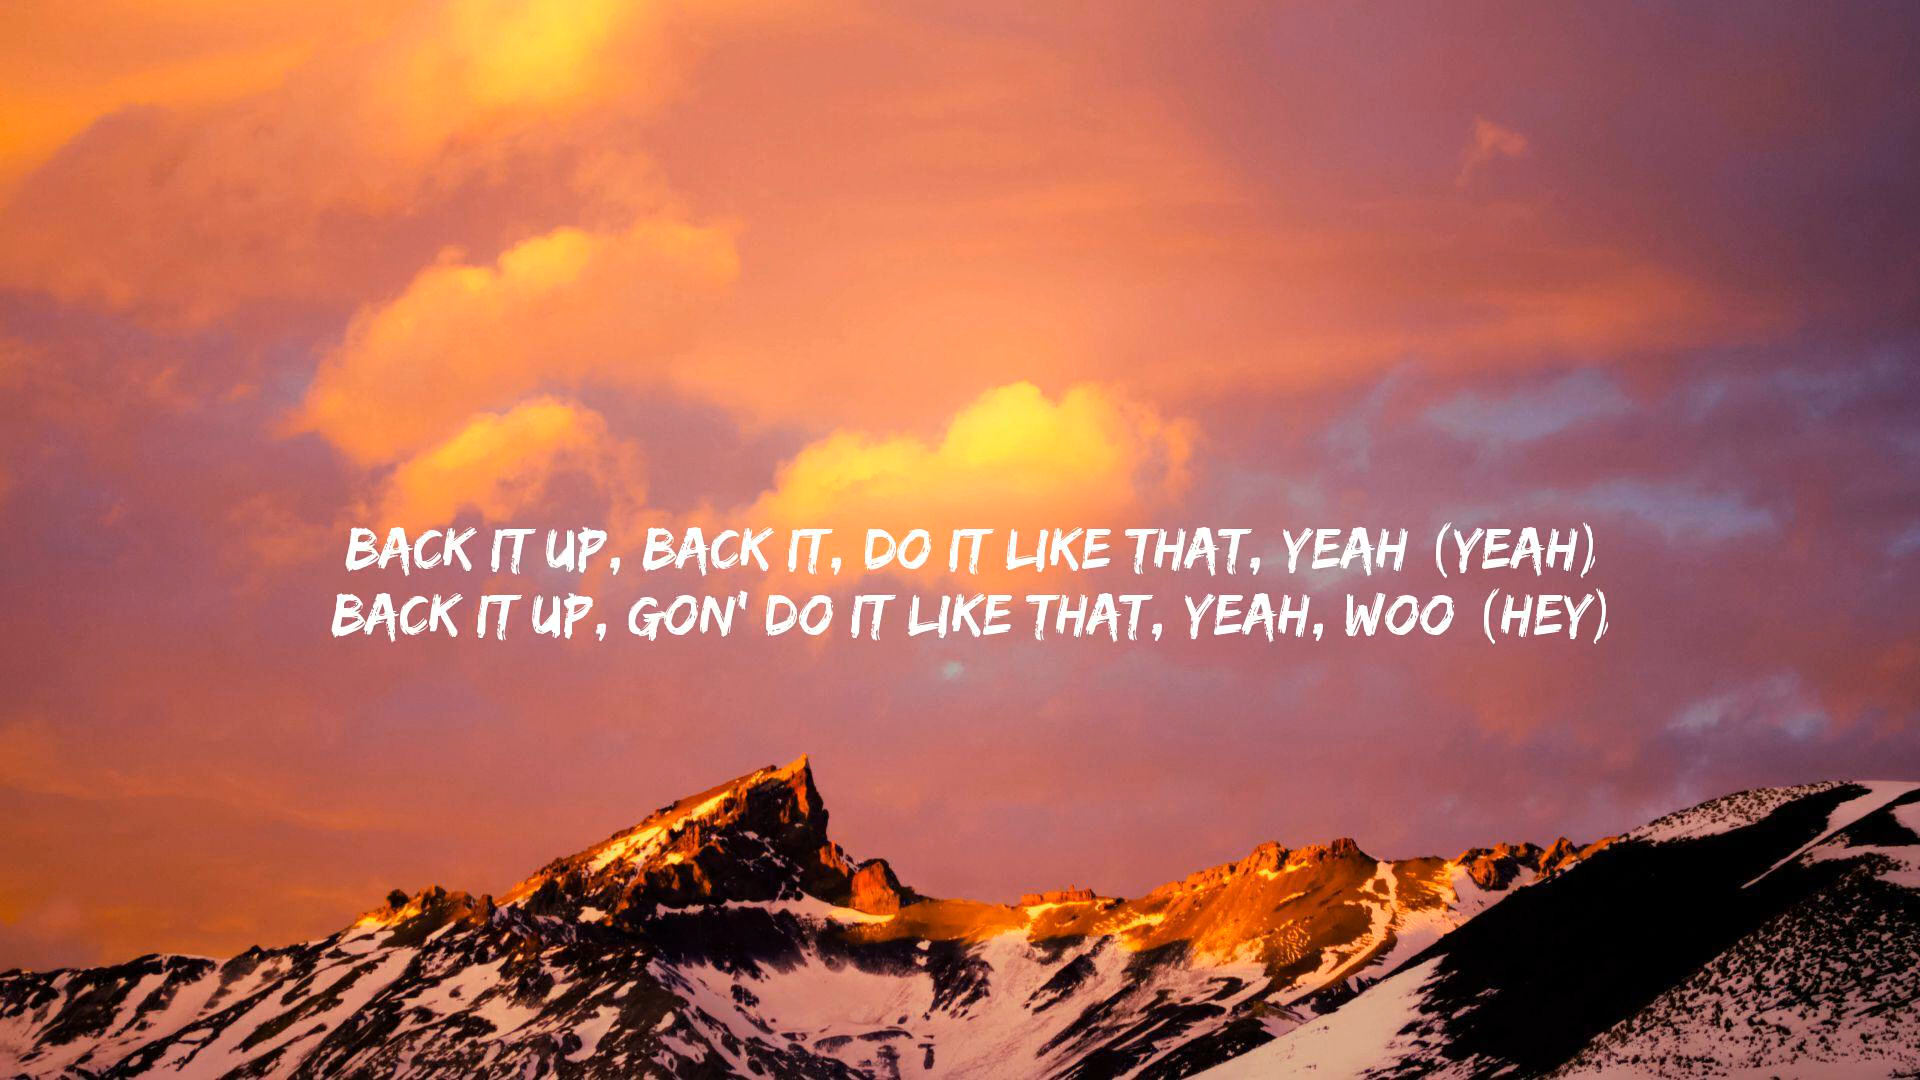 BACK IT UP, BACK IT, DO IT LIKE THAT, YEAH (YEAH)
BACK IT UP, GON' DO IT LIKE THAT, YEAH, WOO (HEY)